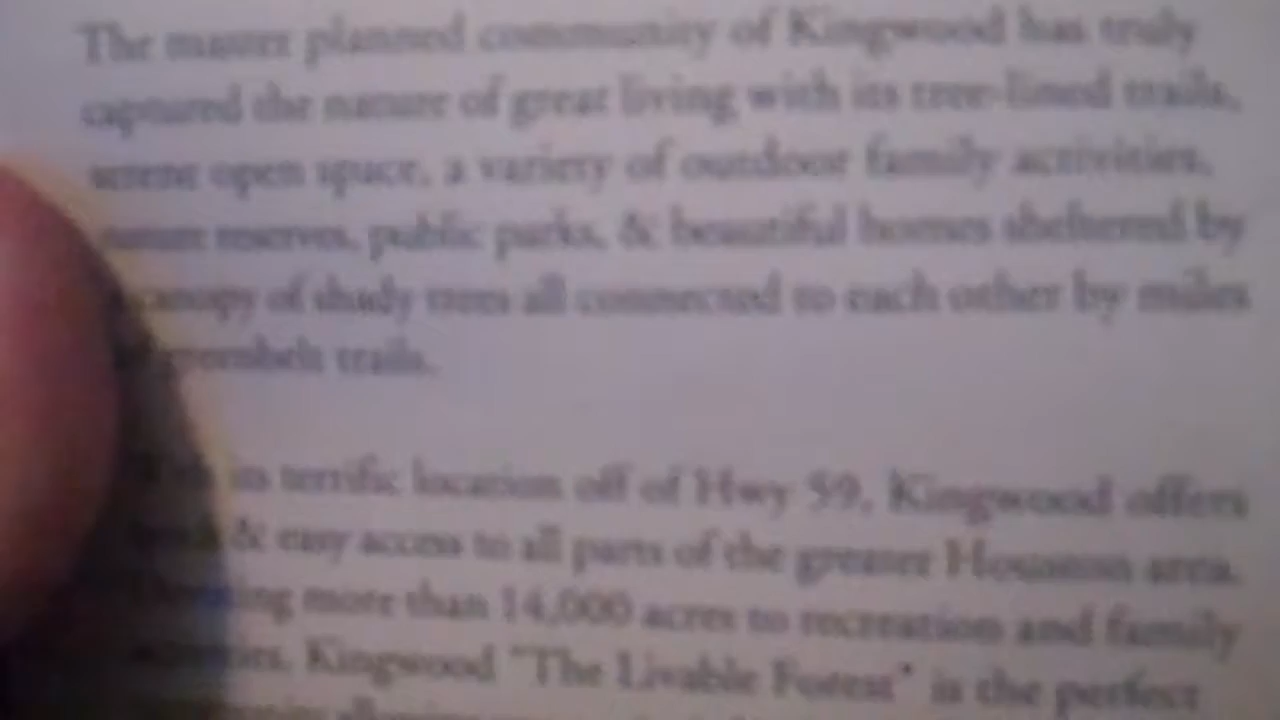 The master planned community of Kingwood has truly
captured the nature of great living with its tree-lined trails,
serene open space, a variety of outdoor family activities,
reserves, public parks, & beautiful homes sheltered by
canopy of shady trees all connected to each other by miles
greenbelt trails.
its terrific location off of Hwy 59, Kingwood offers
& easy access to all parts of the greater Houston area.
more than 14,000 acres to recreation and family
Kingwood "The Livable Forest" is the perfect